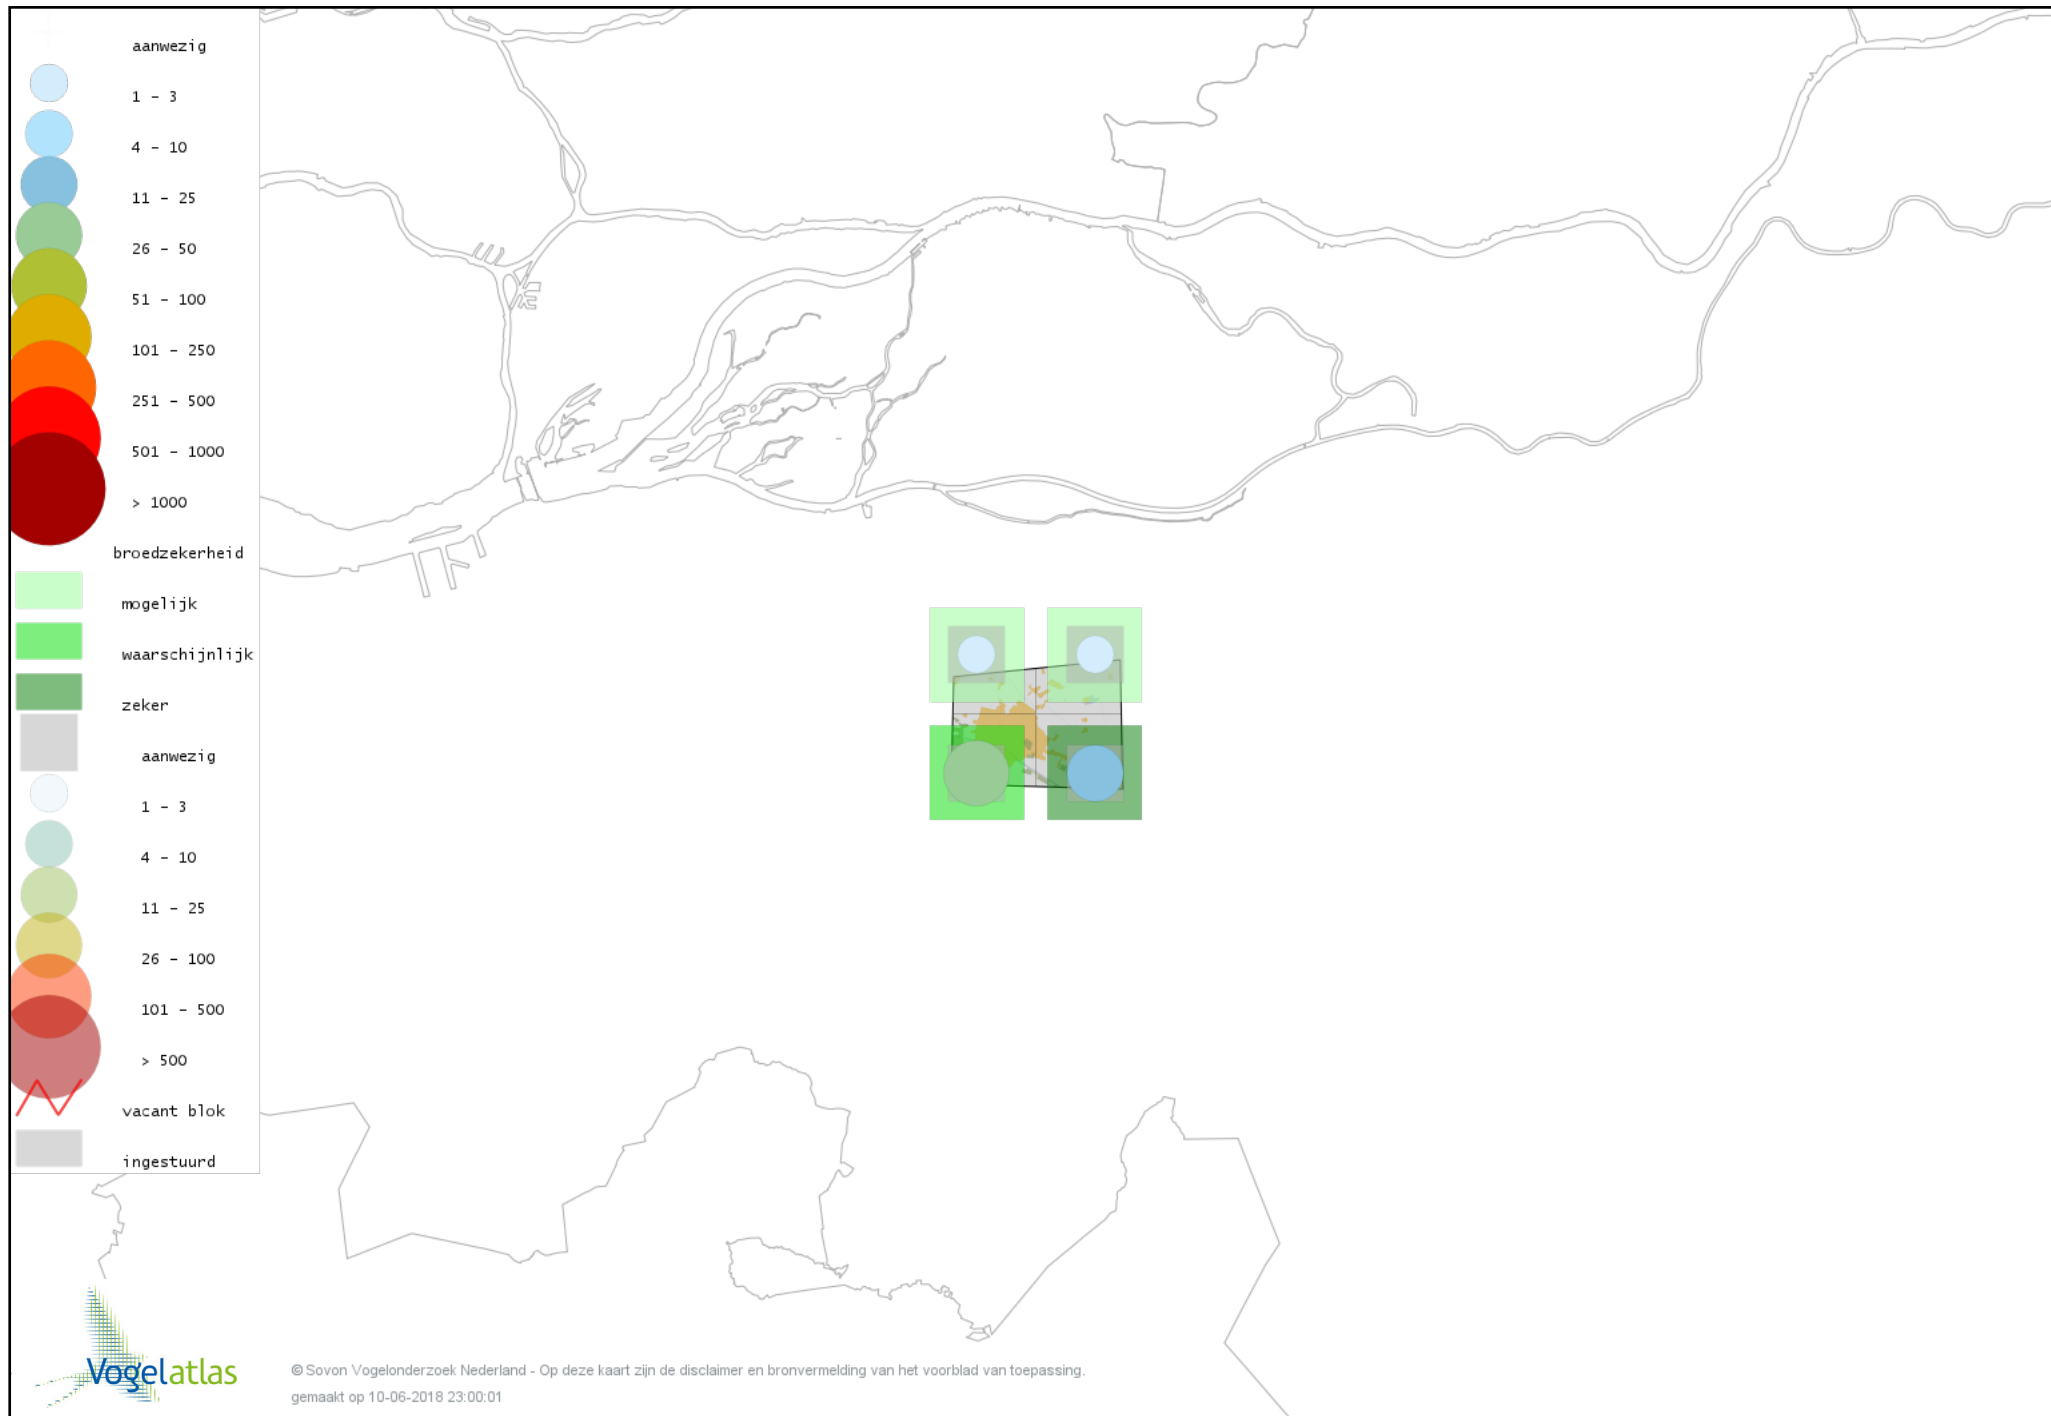 aanwezig
1 – 3
4 – 10
11 – 25
26 – 50
51 – 100
101 – 250
251 – 500
501 – 1000
> 1000
broedzekerheid
mogelijk
waarschijnlijk
zeker
aanwezig
1 – 3
4 – 10
11 – 25
26 – 100
101 – 500
> 500
vacant blok
ingestuurd
Vogelatlas
© Sovon Vogelonderzoek Nederland - Op deze kaart zijn de disclaimer en bronvermelding van het voorblad van toepassing.
gemaakt op 10-06-2018 23:00:01